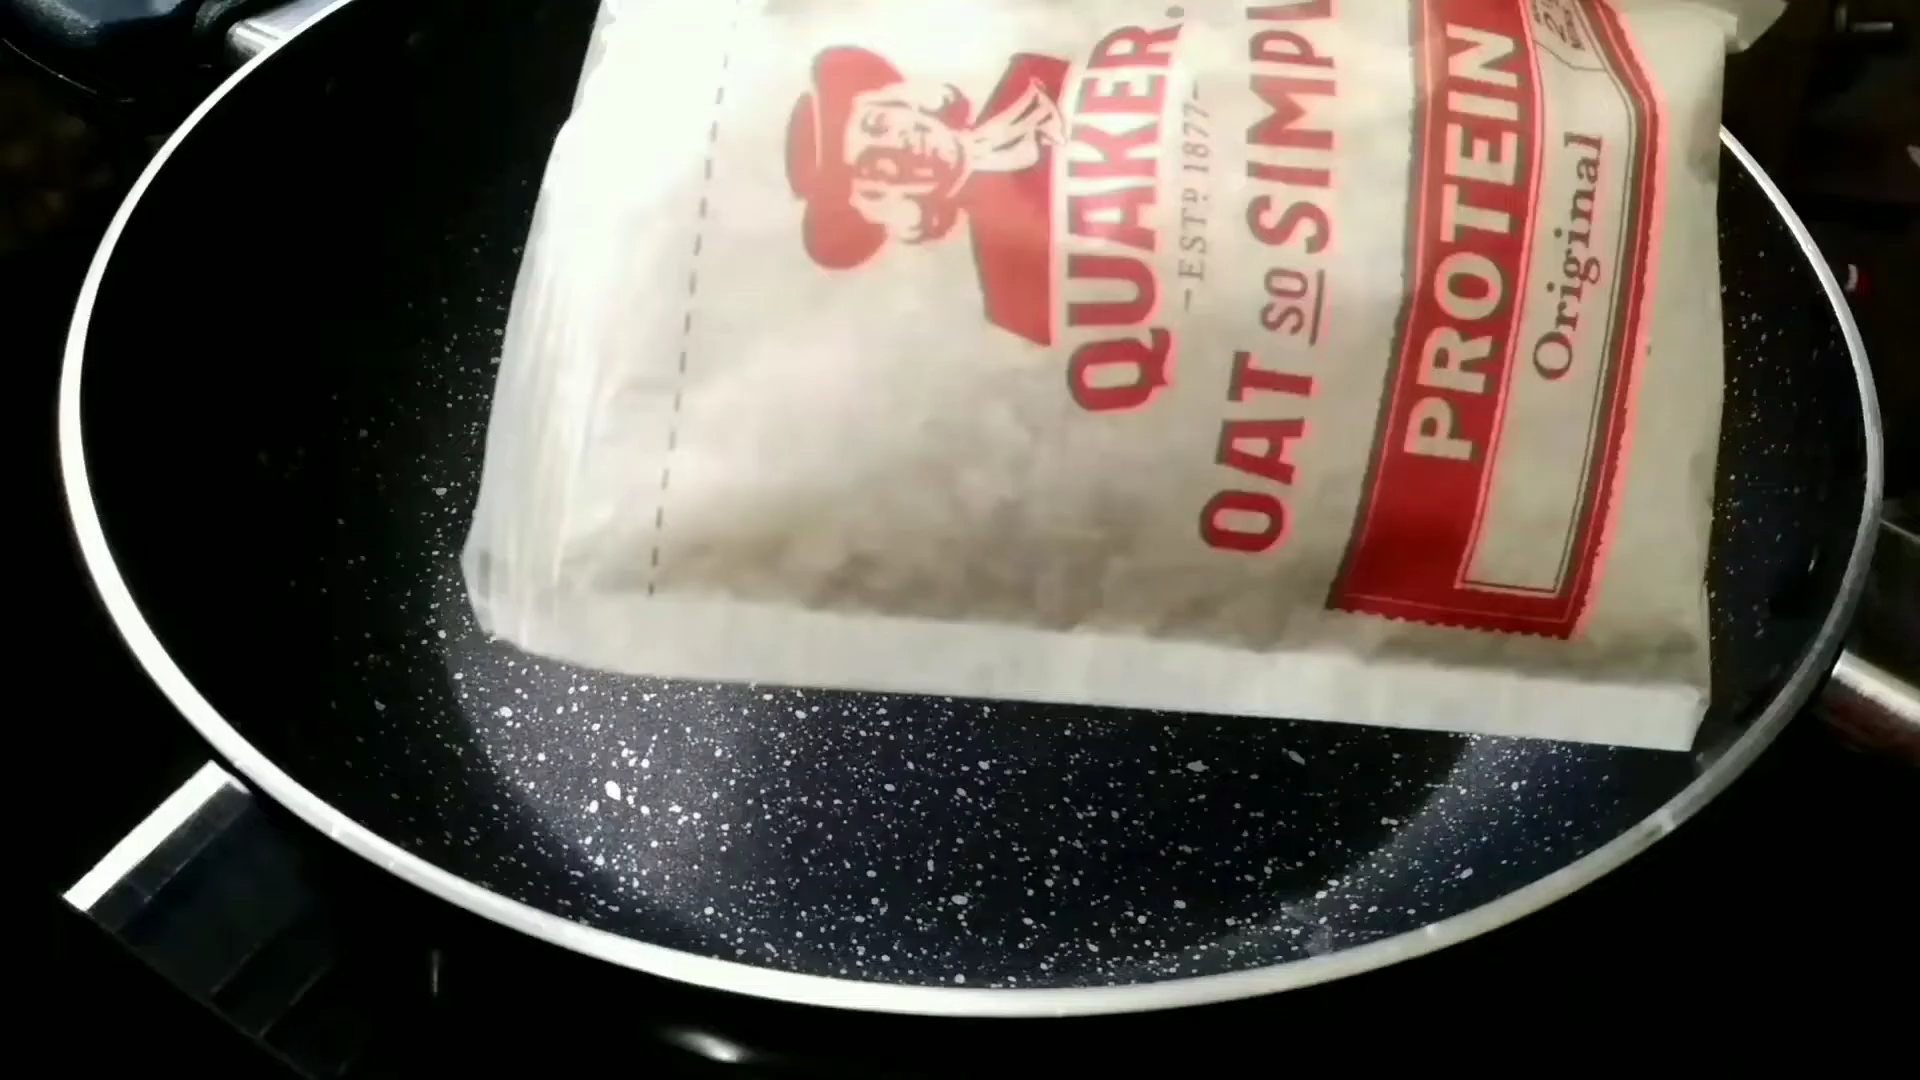 QUAKER.
-ESTD 1877-
OAT SO SIMPL
PROTEIN
Original